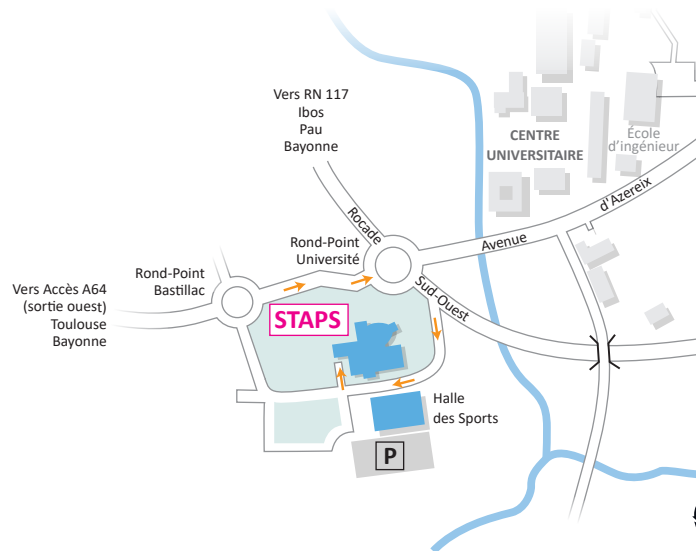 Vers RN 117
Ibos
Pau
Bayonne
CENTRE
UNIVERSITAIRE
École
d'ingénieur
Rocade
d'Azereix
Avenue
Rond-Point
Université
Rond-Point
Bastillac
Sud-Ouest
Vers Accès A64
(sortie ouest)
Toulouse
Bayonne
STAPS
Halle
des Sports
P